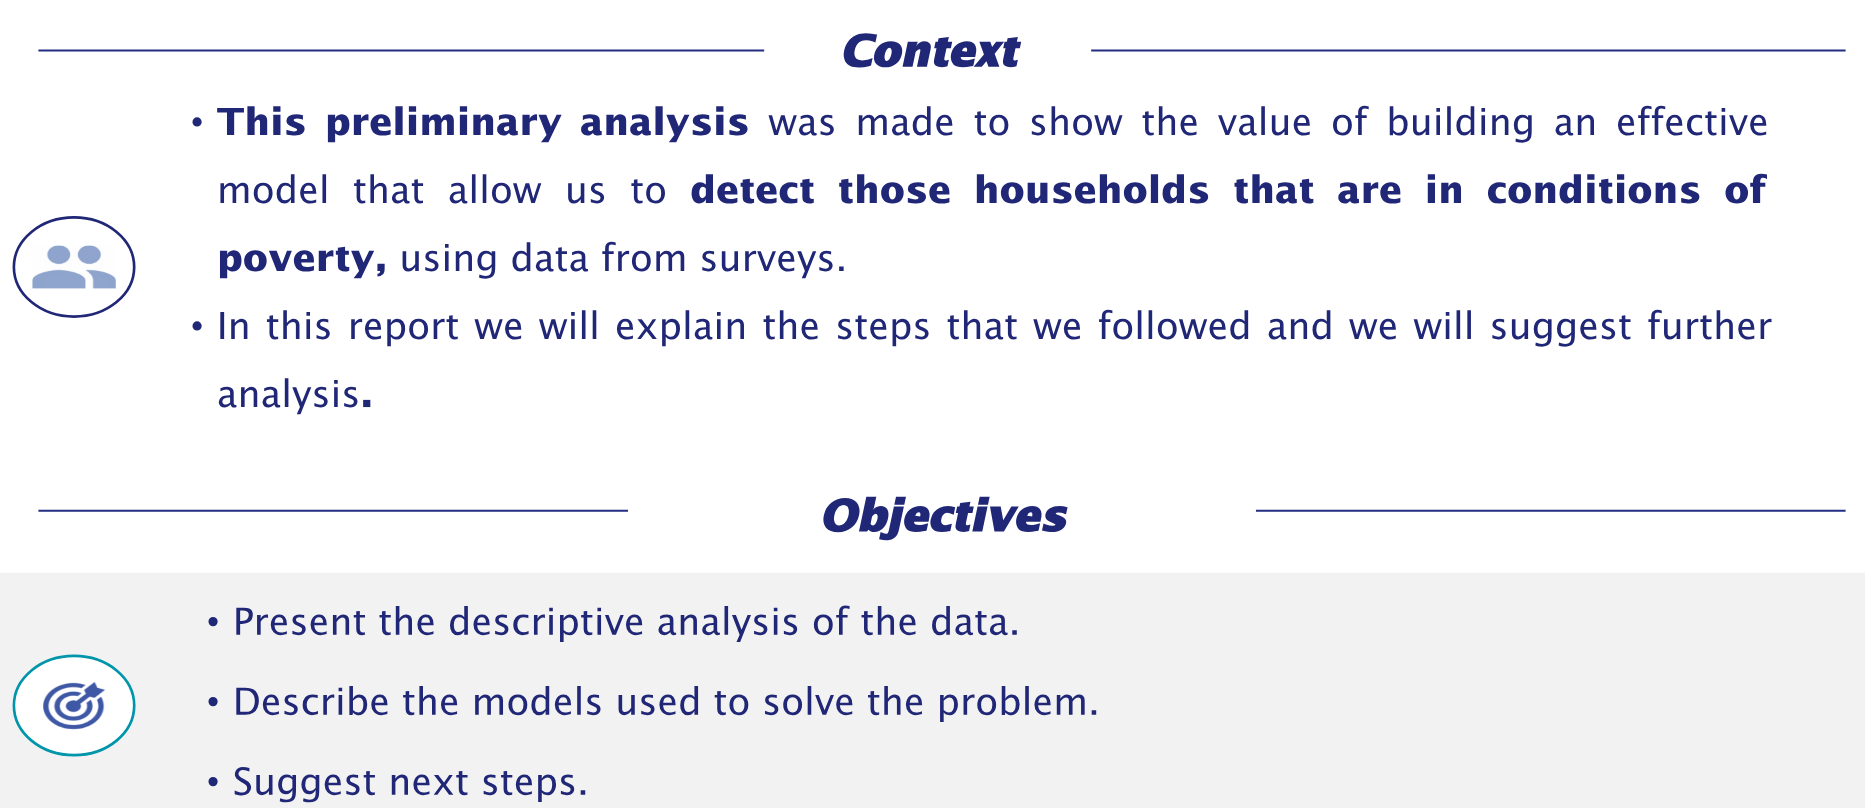 Context
• This preliminary analysis was made to show the value of building an effective
model that allow us to detect those households that are in conditions of
poverty, using data from surveys.
• In this report we will explain the steps that we followed and we will suggest further
analysis.
Objectives
• Present the descriptive analysis of the data.
• Describe the models used to solve the problem.
• Suggest next steps.